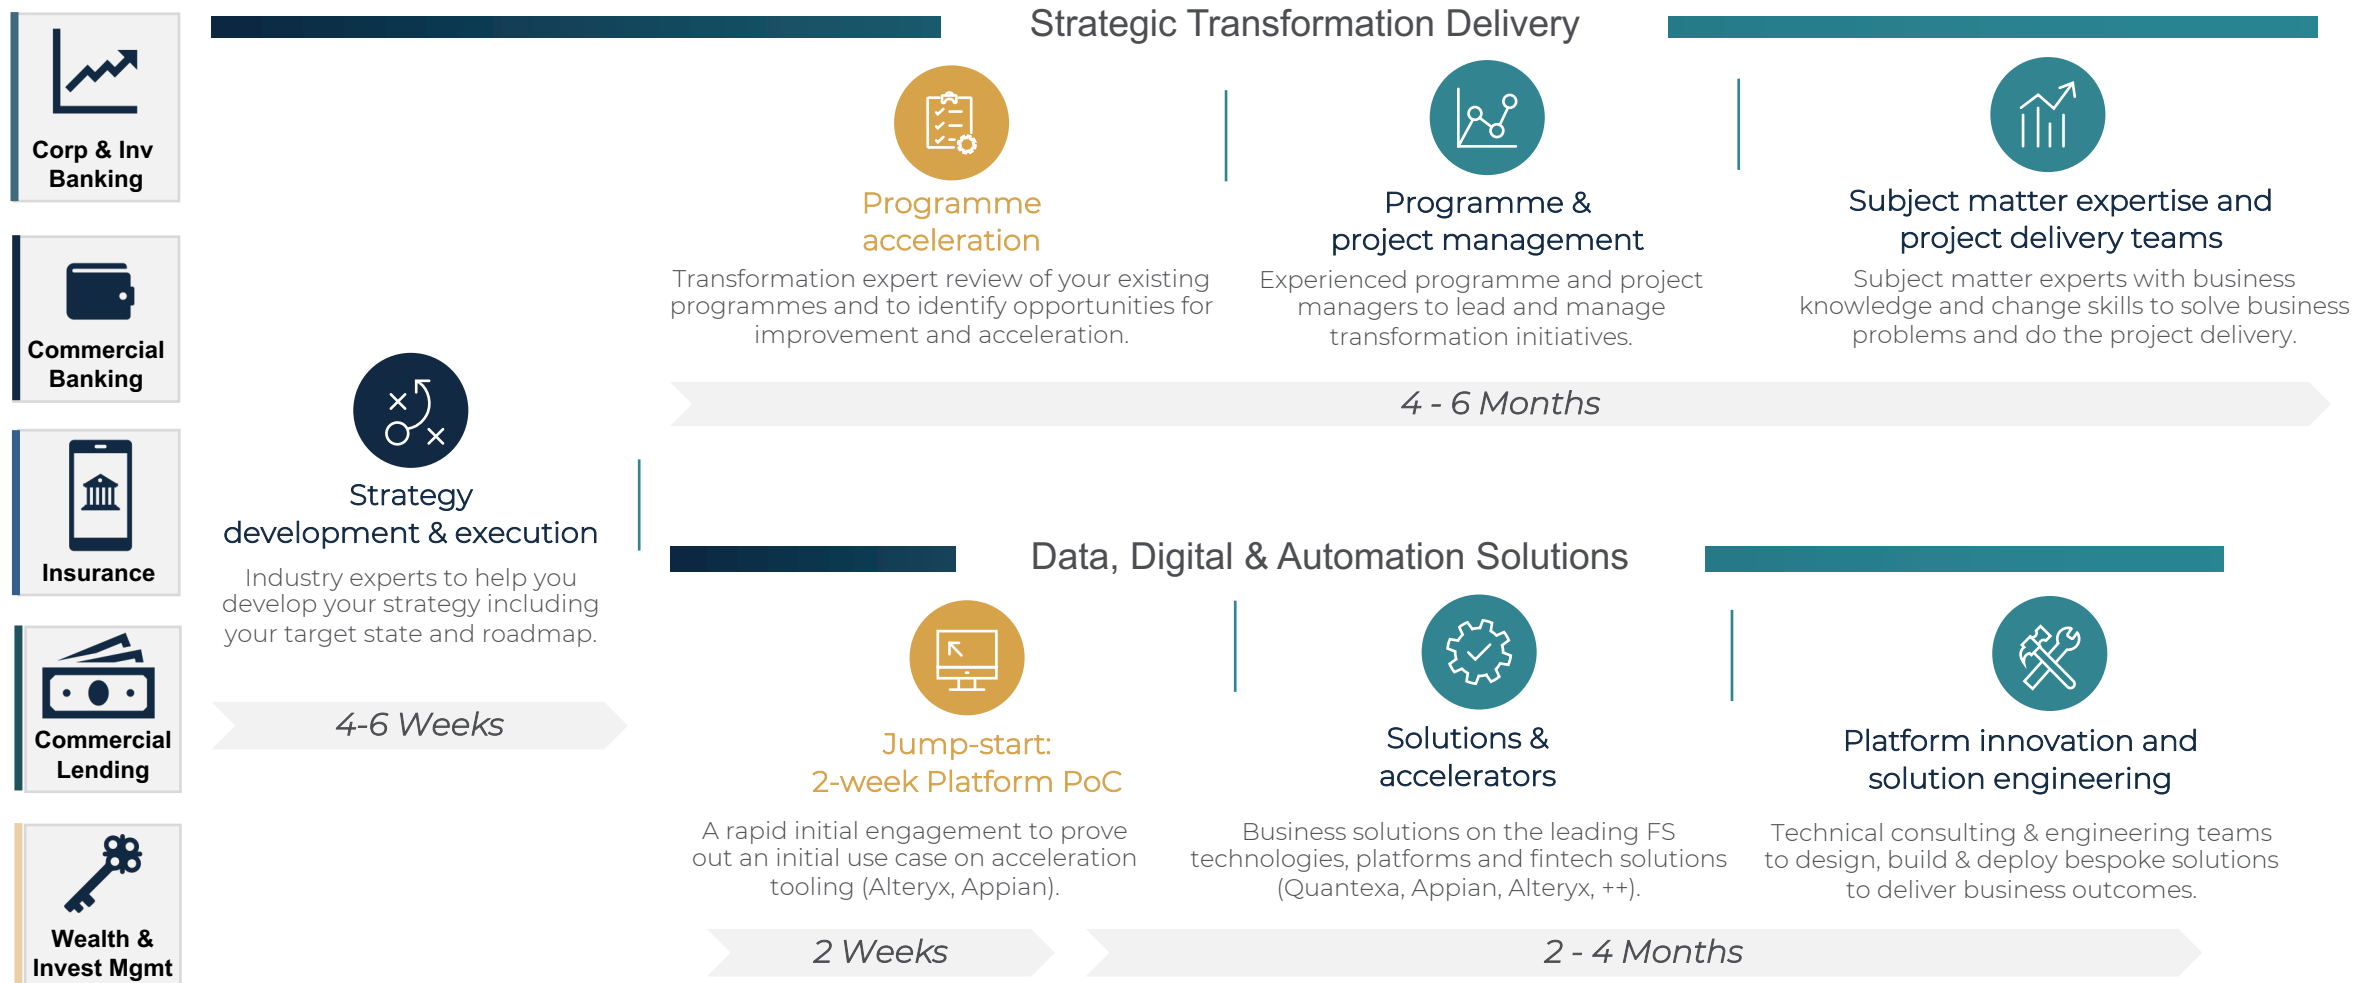 Corp & Inv
Banking
Commercial
Banking
Insurance
Commercial
Lending
Wealth &
Invest Mgmt
Strategy
development & execution
Industry experts to help you
develop your strategy including
your target state and roadmap.
4-6 Weeks
Strategic Transformation Delivery
Programme
acceleration
Transformation expert review of your existing
programmes and to identify opportunities for
improvement and acceleration.
Programme &
project management
Experienced programme and project
managers to lead and manage
transformation initiatives.
Subject matter expertise and
project delivery teams
Subject matter experts with business
knowledge and change skills to solve business
problems and do the project delivery.
4 - 6 Months
Data, Digital & Automation Solutions
Jump-start:
2-week Platform PoC
A rapid initial engagement to prove
out an initial use case on acceleration
tooling (Alteryx, Appian).
Solutions &
accelerators
Business solutions on the leading FS
technologies, platforms and fintech solutions
(Quantexa, Appian, Alteryx, ++).
Platform innovation and
solution engineering
Technical consulting & engineering teams
to design, build & deploy bespoke solutions
to deliver business outcomes.
2 Weeks
2 - 4 Months